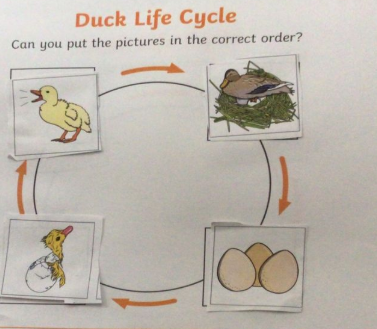 Duck Life Cycle
Can you put the pictures in the correct order?